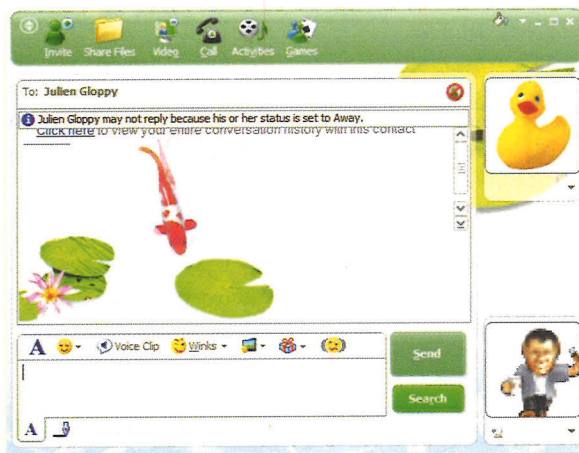 Invite Share Files Video Call Activities Games
To: Julien Gloppy
Julien Gloppy may not reply because his or her status is set to Away.
Click here to view your entire conversation history with this contact
A Voice Clip Winks
Send
Search
A